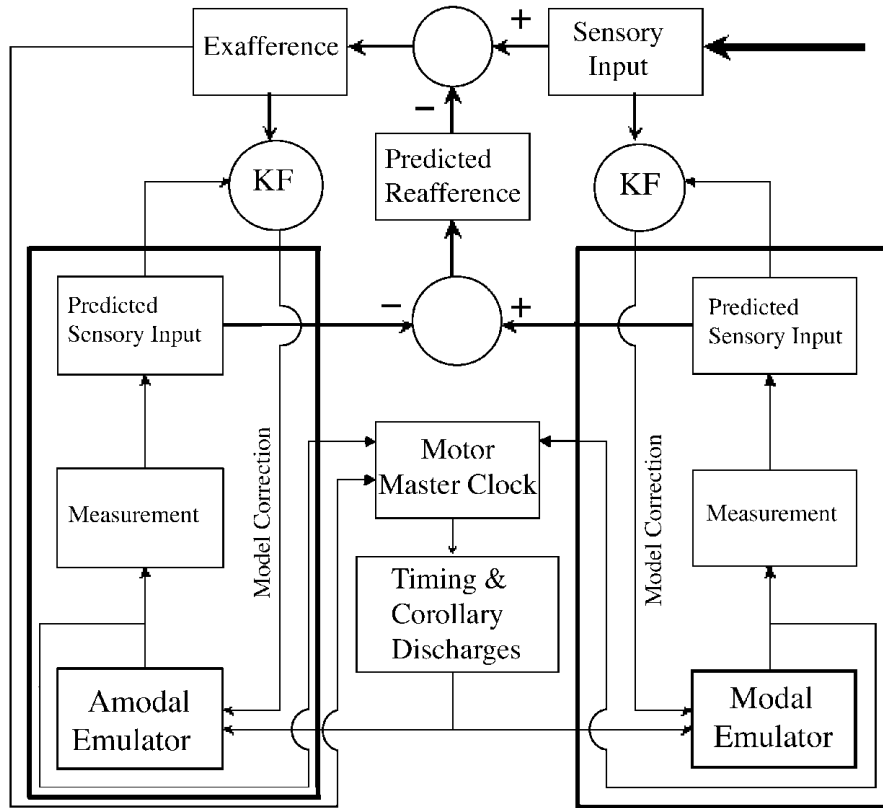 Exafference
+
Sensory
Input
−
KF
Predicted
Reafference
KF
Predicted
Sensory Input
−
+
Predicted
Sensory Input
Model Correction
Motor
Master Clock
Model Correction
Measurement
Measurement
Timing &
Corollary
Discharges
Amodal
Emulator
Modal
Emulator